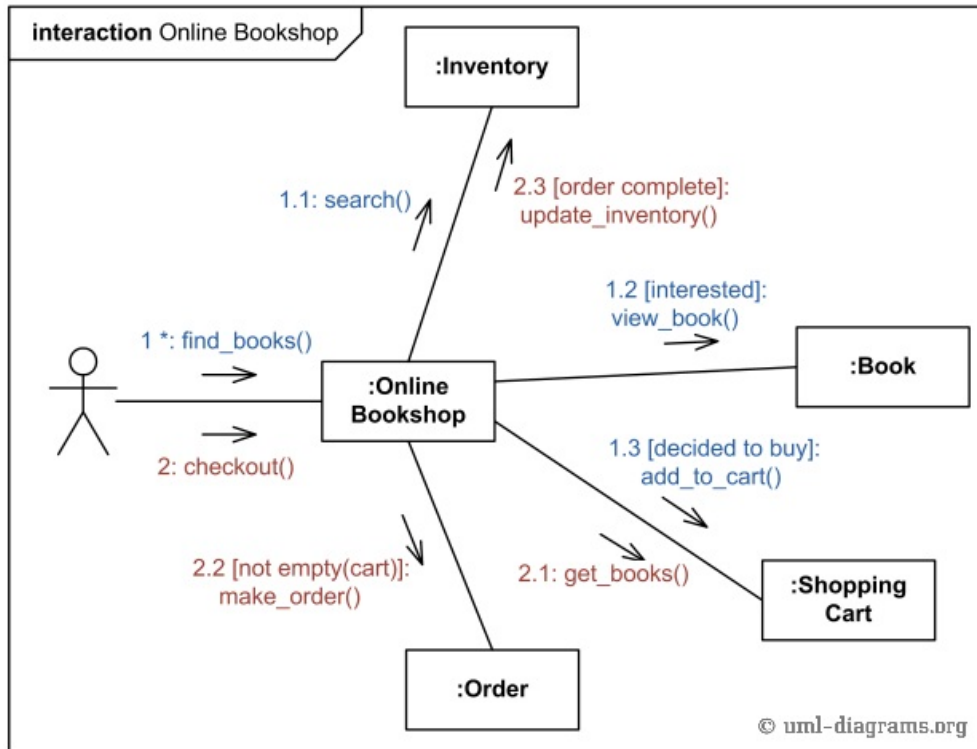 interaction Online Bookshop
:Inventory
1.1: search()
2.3 [order complete]:
update_inventory()
1.2 [interested]:
view_book()
1 *: find_books()
:Online
Bookshop
:Book
2: checkout()
1.3 [decided to buy]:
add_to_cart()
2.2 [not empty(cart)]:
make_order()
2.1: get_books()
:Shopping
Cart
:Order
© uml-diagrams.org